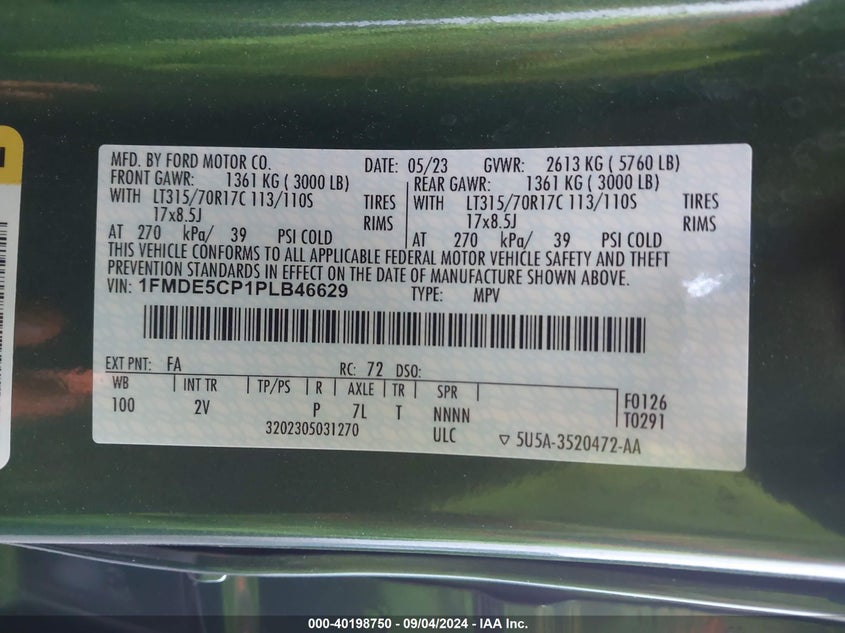 MFD. BY FORD MOTOR CO. DATE: 05/23 GVWR: 2613 KG ( 5760 LB)
FRONT GAWR: 1361 KG ( 3000 LB) REAR GAWR: 1361 KG ( 3000 LB)
WITH LT315/70R17C 113/110S TIRES WITH LT315/70R17C 113/110S TIRES
17x8.5J RIMS 17x8.5J RIMS
AT 270 kPa/ 39 PSI COLD AT 270 kPa/ 39 PSI COLD
THIS VEHICLE CONFORMS TO ALL APPLICABLE FEDERAL MOTOR VEHICLE SAFETY AND THEFT
PREVENTION STANDARDS IN EFFECT ON THE DATE OF MANUFACTURE SHOWN ABOVE.
VIN: 1FMDE5CP1PLB46629 TYPE: MPV
EXT PNT: FA RC: 72 DSO:
WB INT TR TP/PS R AXLE TR SPR
100 2V P 7L T NNNN
F0126
T0291
3202305031270 ULC ▽ 5U5A-3520472-AA
000-40198750 - 09/04/2024 - IAA Inc.